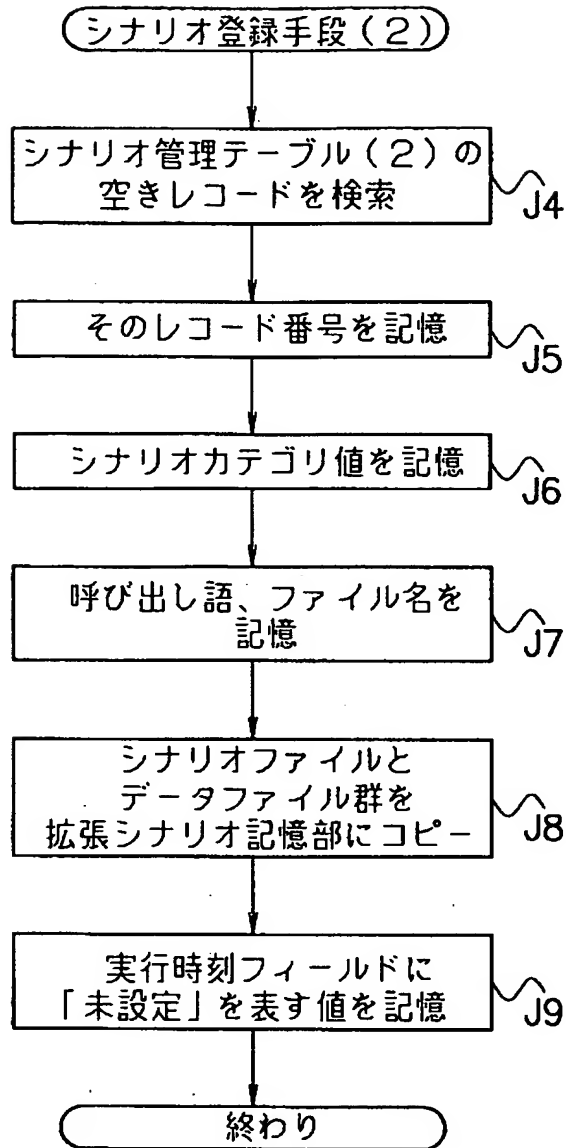 シナリオ登録手段(2)
シナリオ管理テーブル(2)の
空きレコードを検索
J4
そのレコード番号を記憶
J5
シナリオカテゴリ値を記憶
J6
呼び出し語、ファイル名を
記憶
J7
シナリオファイルと
データファイル群を
拡張シナリオ記憶部にコピー
J8
実行時刻フィールドに
「未設定」を表す値を記憶
J9
終わり